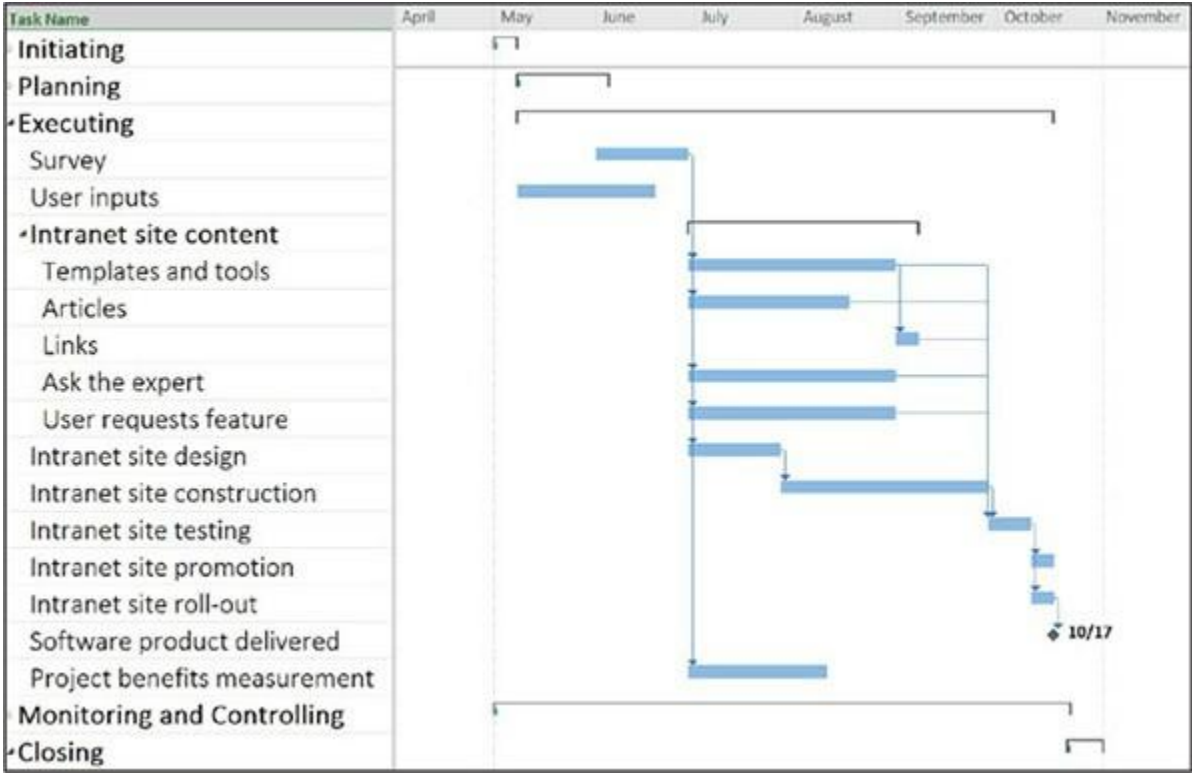 Task Name April May June July August September October November
Initiating
Planning
Executing
Survey
User inputs
Intranet site content
Templates and tools
Articles
Links
Ask the expert
User requests feature
Intranet site design
Intranet site construction
Intranet site testing
Intranet site promotion
Intranet site roll-out
Software product delivered 10/17
Project benefits measurement
Monitoring and Controlling
Closing